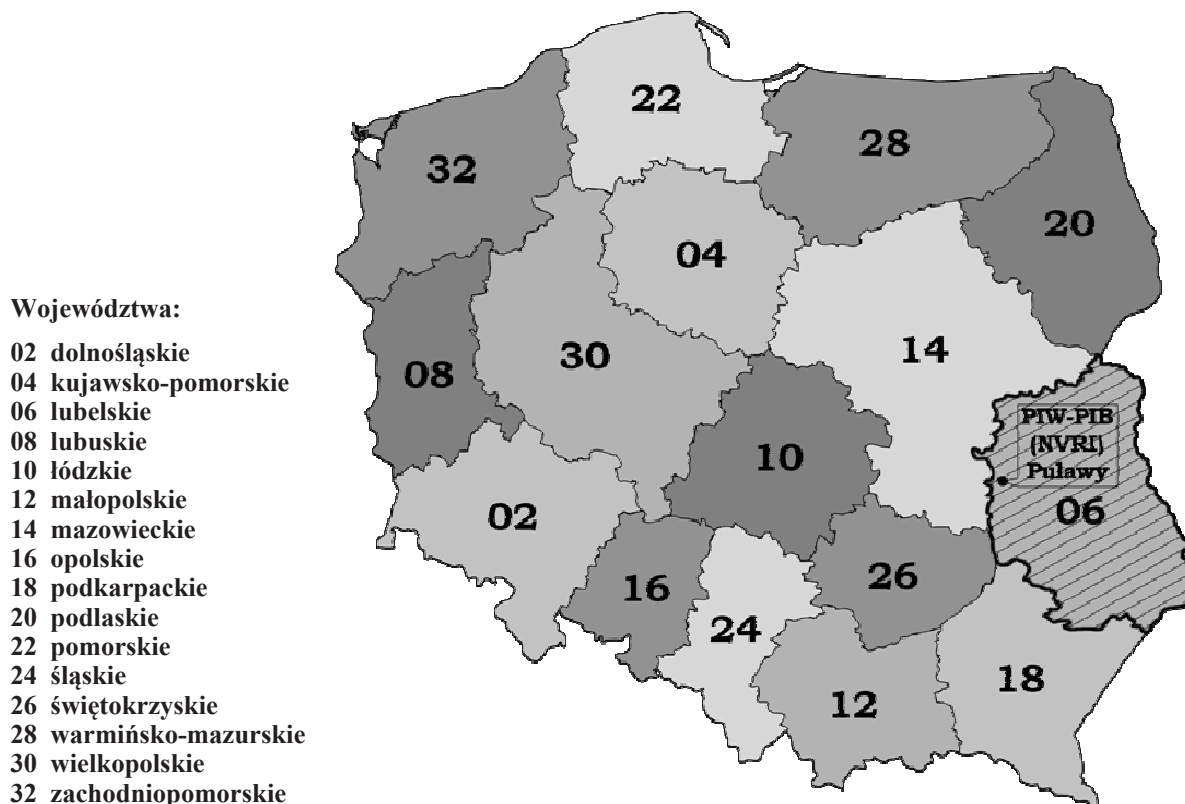 Województwa:
02 dolnośląskie
04 kujawsko-pomorskie
06 lubelskie
08 lubuskie
10 łódzkie
12 małopolskie
14 mazowieckie
16 opolskie
18 podkarpackie
20 podlaskie
22 pomorskie
24 śląskie
26 świętokrzyskie
28 warmińsko-mazurskie
30 wielkopolskie
32 zachodniopomorskie
22
28
32
20
04
14
30
08
PIW-PIB
(NVRI)
Puławy
10
06
02
26
16
24
18
12